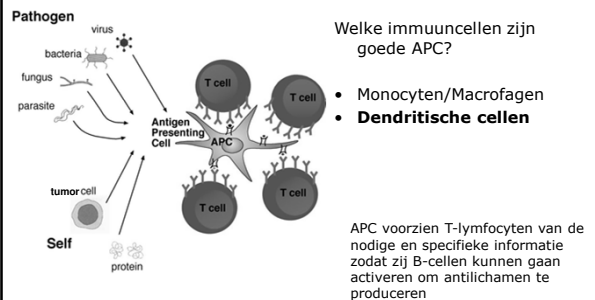 Pathogen
virus
bacteria
fungus
parasite
Antigen
Presenting
Cell
APC
T cell
T cell
T cell
T cell
tumor cell
Self
protein
Welke immuuncellen zijn
goede APC?
• Monocyten/Macrofagen
• Dendritische cellen
APC voorzien T-lymfocyten van de
nodige en specifieke informatie
zodat zij B-cellen kunnen gaan
activeren om antilichamen te
produceren